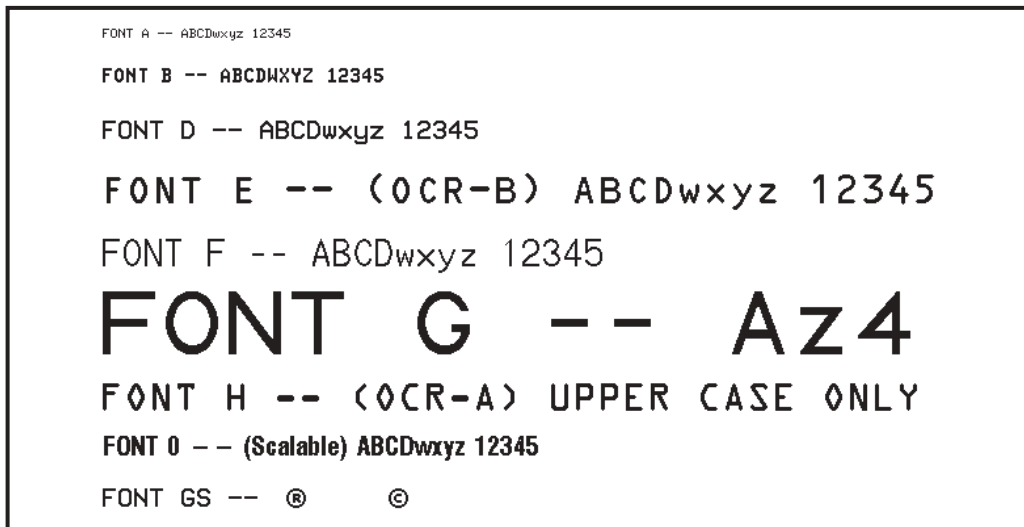 FONT A -- ABCDwxyz 12345
FONT B -- ABCDWXYZ 12345
FONT D -- ABCDwxyz 12345
FONT E -- (OCR-B) ABCDwxyz 12345
FONT F -- ABCDwxyz 12345
FONT G -- Az4
FONT H -- (OCR-A) UPPER CASE ONLY
FONT 0 -- (Scalable) ABCDwxyz 12345
FONT GS -- ® ©